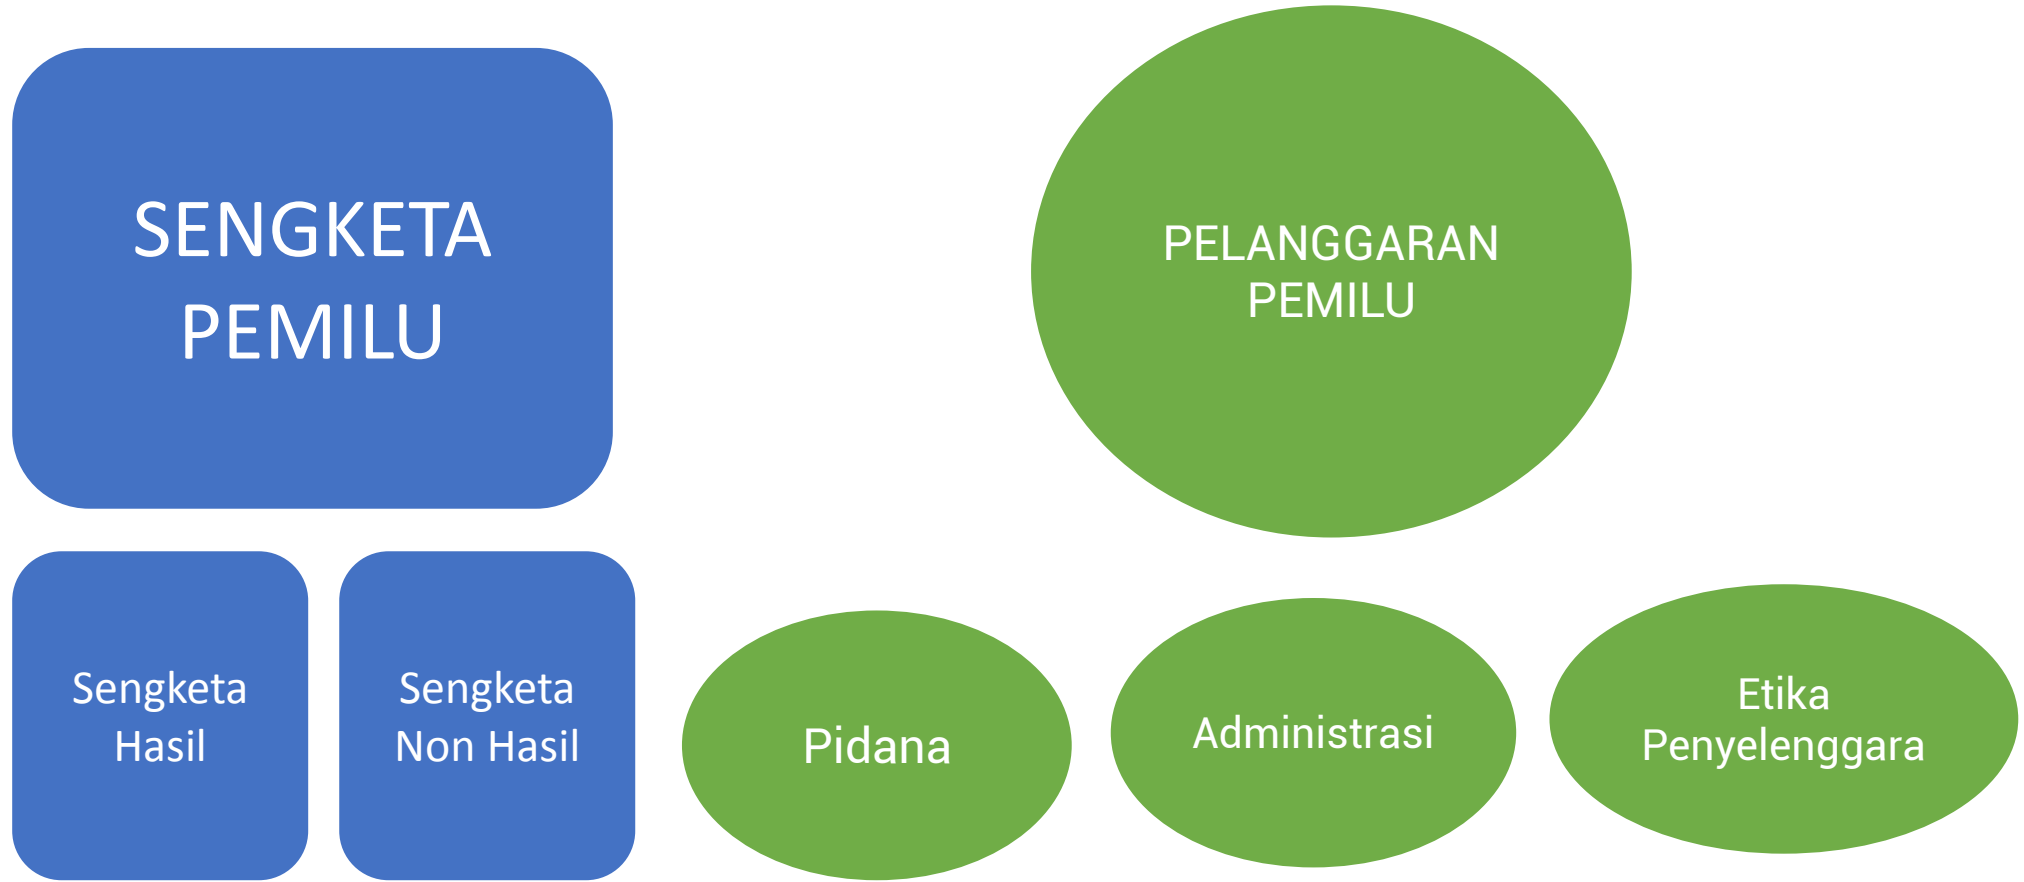 SENGKETA
PEMILU
PELANGGARAN
PEMILU
Sengketa
Hasil
Sengketa
Non Hasil
Pidana
Administrasi
Etika
Penyelenggara